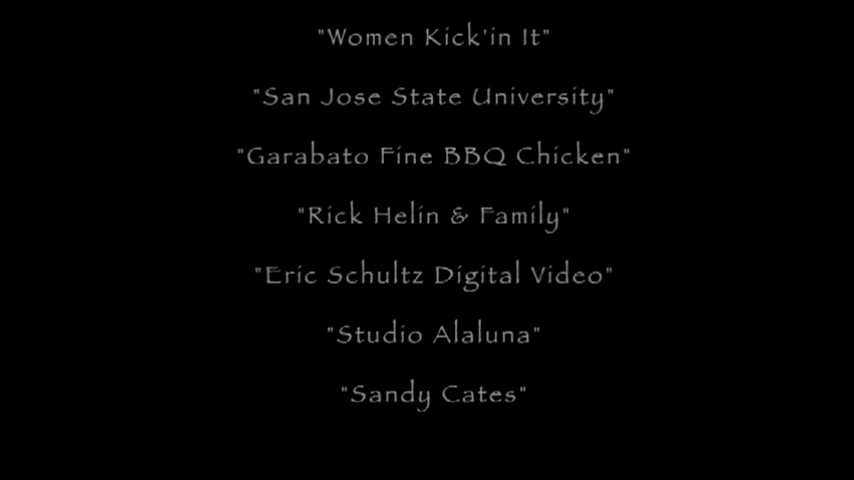 "Women Kick'in It"
"San Jose State University"
"Garabato Fine BBQ Chicken"
"Rick Helin & Family"
"Eric Schultz Digital Video"
"Studio Alaluna"
"Sandy Cates"